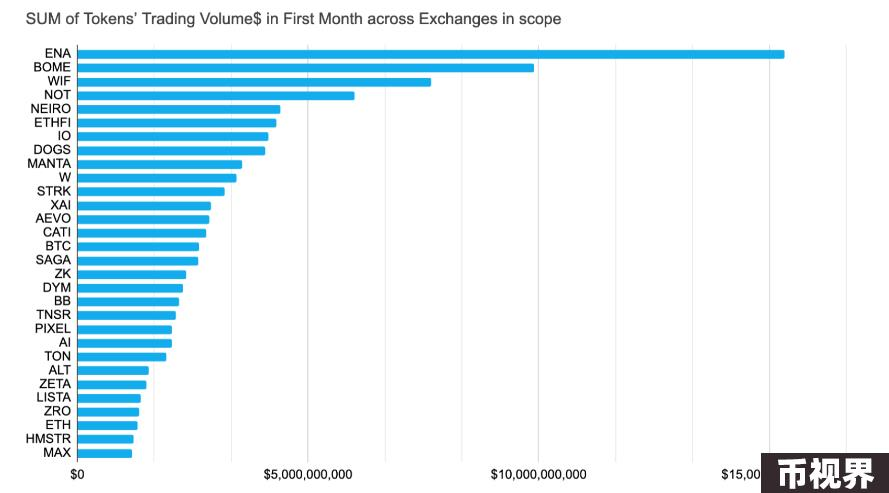 SUM of Tokens' Trading Volume$ in First Month across Exchanges in scope
ENA
BOME
WIF
NOT
NEIRO
ETHFI
IO
DOGS
MANTA
W
STRK
XAI
AEVO
CATI
BTC
SAGA
ZK
DYM
BB
TNSR
PIXEL
AI
TON
ALT
ZETA
LISTA
ZRO
ETH
HMSTR
MAX
$0 $5,000,000,000 $10,000,000,000 $15,00
币视界